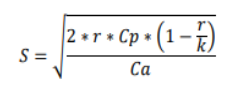 S = √((2 * r * Cp * (1 − r/k)) / Ca)